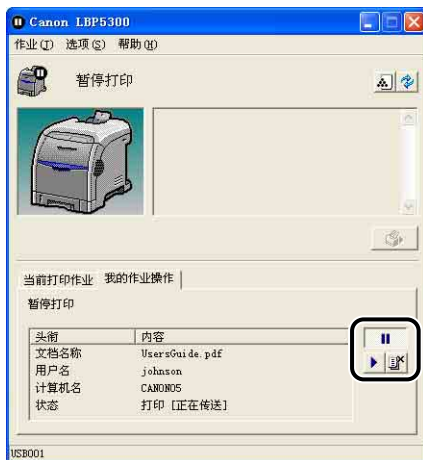 Canon LBP5300
作业(J) 选项(S) 帮助(H)
暂停打印
当前打印作业 我的作业操作
暂停打印
头衔 内容
文档名称 UsersGuide.pdf
用户名 johnson
计算机名 CANON05
状态 打印 [正在传送]
USB001